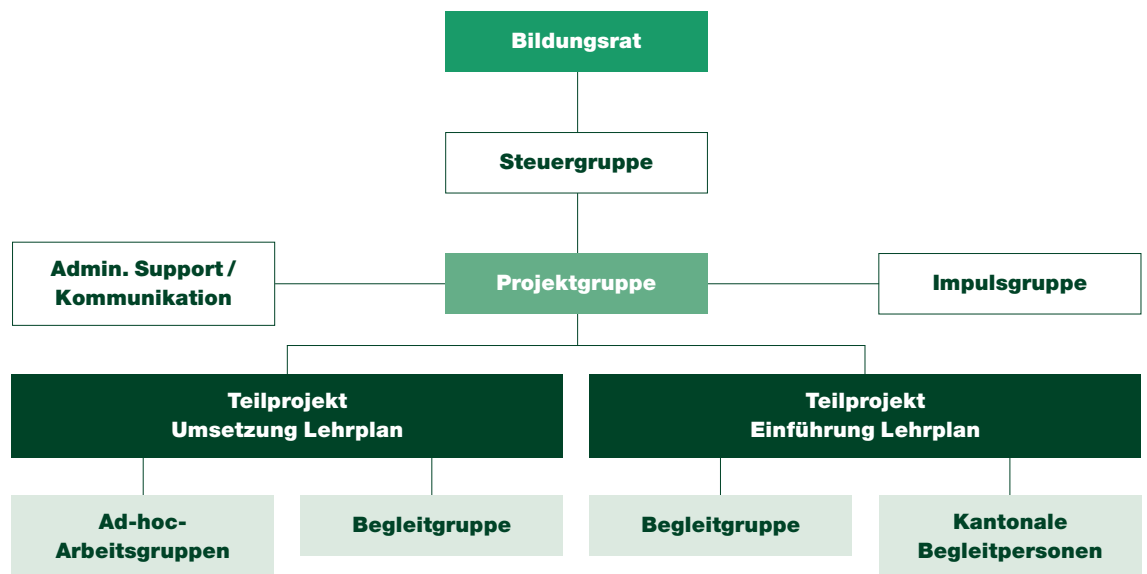 Bildungsrat
Steuergruppe
Admin. Support /
Kommunikation
Projektgruppe
Impulsgruppe
Teilprojekt
Umsetzung Lehrplan
Teilprojekt
Einführung Lehrplan
Ad-hoc-
Arbeitsgruppen
Begleitgruppe
Begleitgruppe
Kantonale
Begleitpersonen